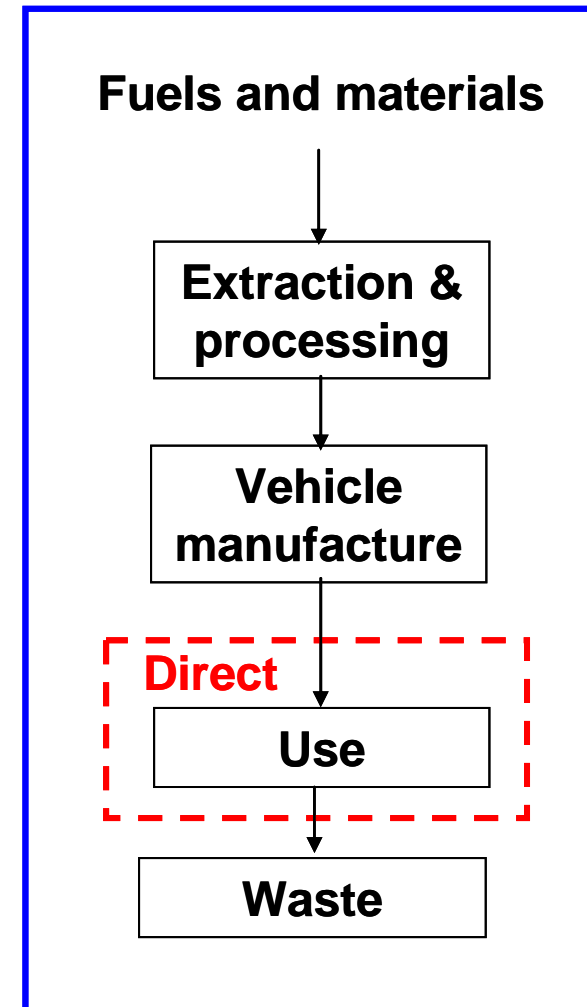 Fuels and materials
Extraction &
processing
Vehicle
manufacture
Direct
Use
Waste